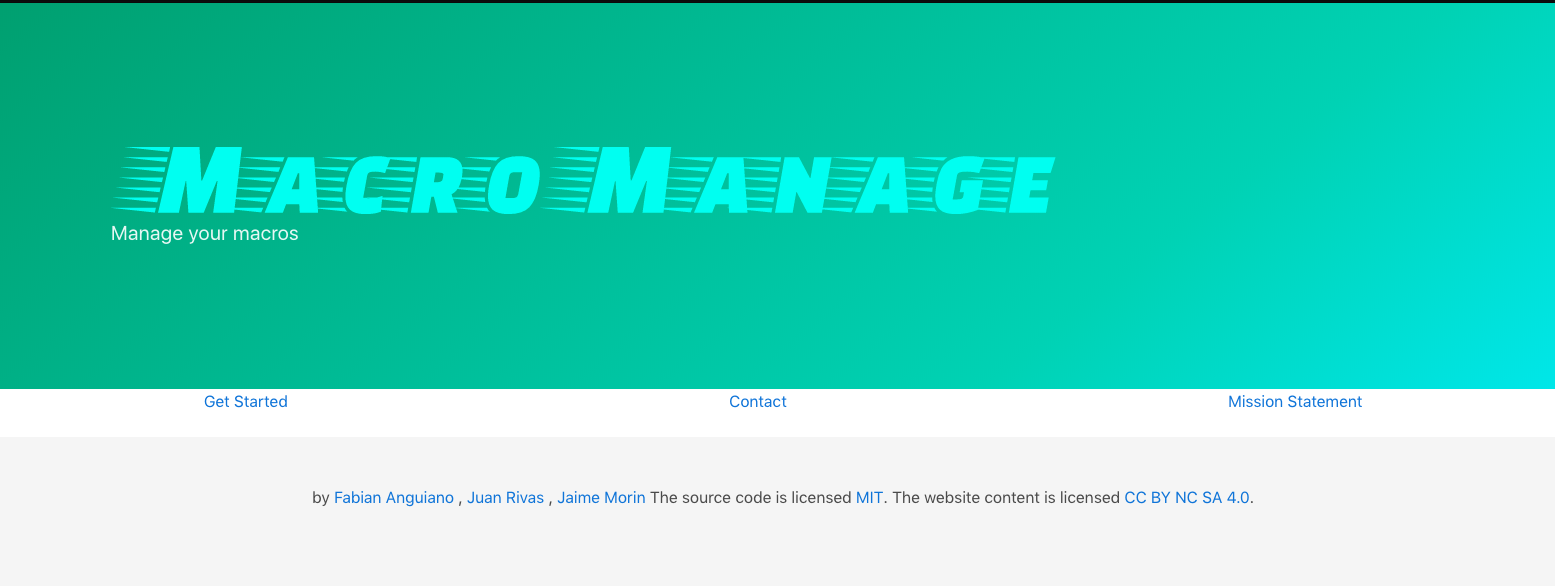 Macro Manage
Manage your macros
Get Started
Contact
Mission Statement
by Fabian Anguiano , Juan Rivas , Jaime Morin The source code is licensed MIT. The website content is licensed CC BY NC SA 4.0.